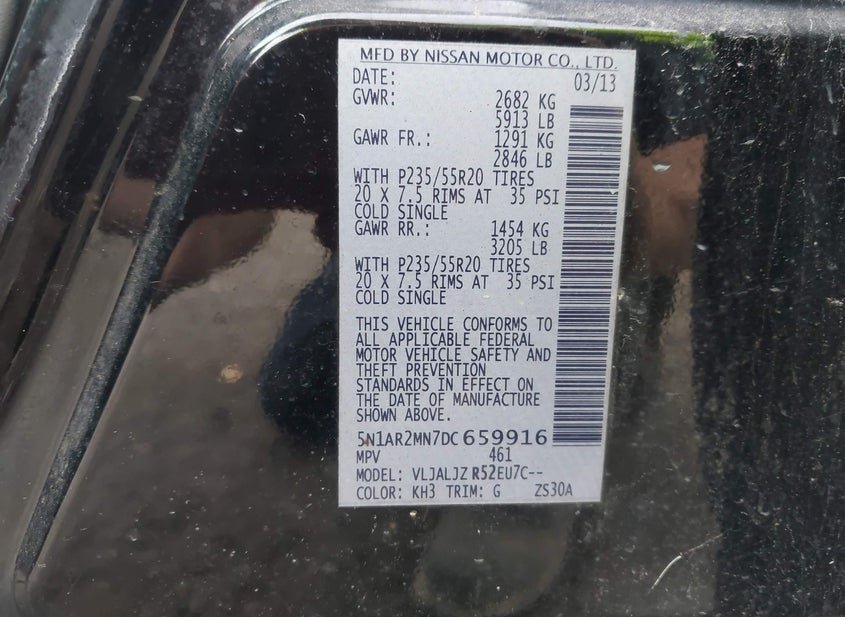 MFD BY NISSAN MOTOR CO., LTD.
DATE: 03/13
GVWR: 2682 KG
5913 LB
GAWR FR.: 1291 KG
2846 LB
WITH P235/55R20 TIRES
20 X 7.5 RIMS AT 35 PSI
COLD SINGLE
GAWR RR.: 1454 KG
3205 LB
WITH P235/55R20 TIRES
20 X 7.5 RIMS AT 35 PSI
COLD SINGLE
THIS VEHICLE CONFORMS TO
ALL APPLICABLE FEDERAL
MOTOR VEHICLE SAFETY AND
THEFT PREVENTION
STANDARDS IN EFFECT ON
THE DATE OF MANUFACTURE
SHOWN ABOVE.
5N1AR2MN7DC659916
MPV 461
MODEL: VLJALJZ R52EU7C--
COLOR: KH3 TRIM: G ZS30A